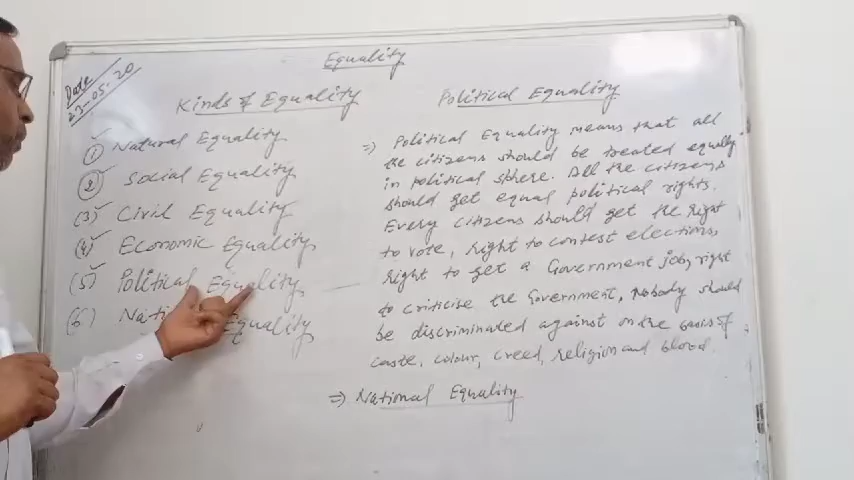 Equality
Date
23-05-20
Kinds of Equality
(1) Natural Equality
(2) Social Equality
(3) Civil Equality
(4) Economic Equality
(5) Political Equality
(6) Equality
Political Equality
=) Political Equality means that all
the citizens should be treated equally
in political sphere. All the citizens
should get equal political rights.
Every citizens should get the right
to vote, right to contest elections,
right to get a Government job, right
to criticise the Government, Nobody should
be discriminated against on the basis of
caste, colour, creed, religion and blood.
=) National Equality